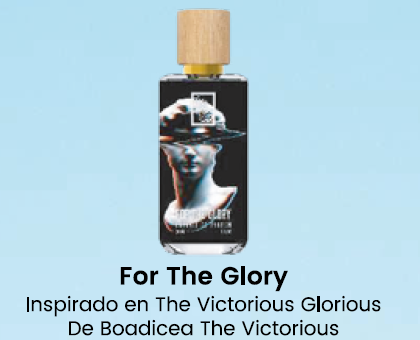 For The Glory
Inspirado en The Victorious Glorious
De Boadicea The Victorious